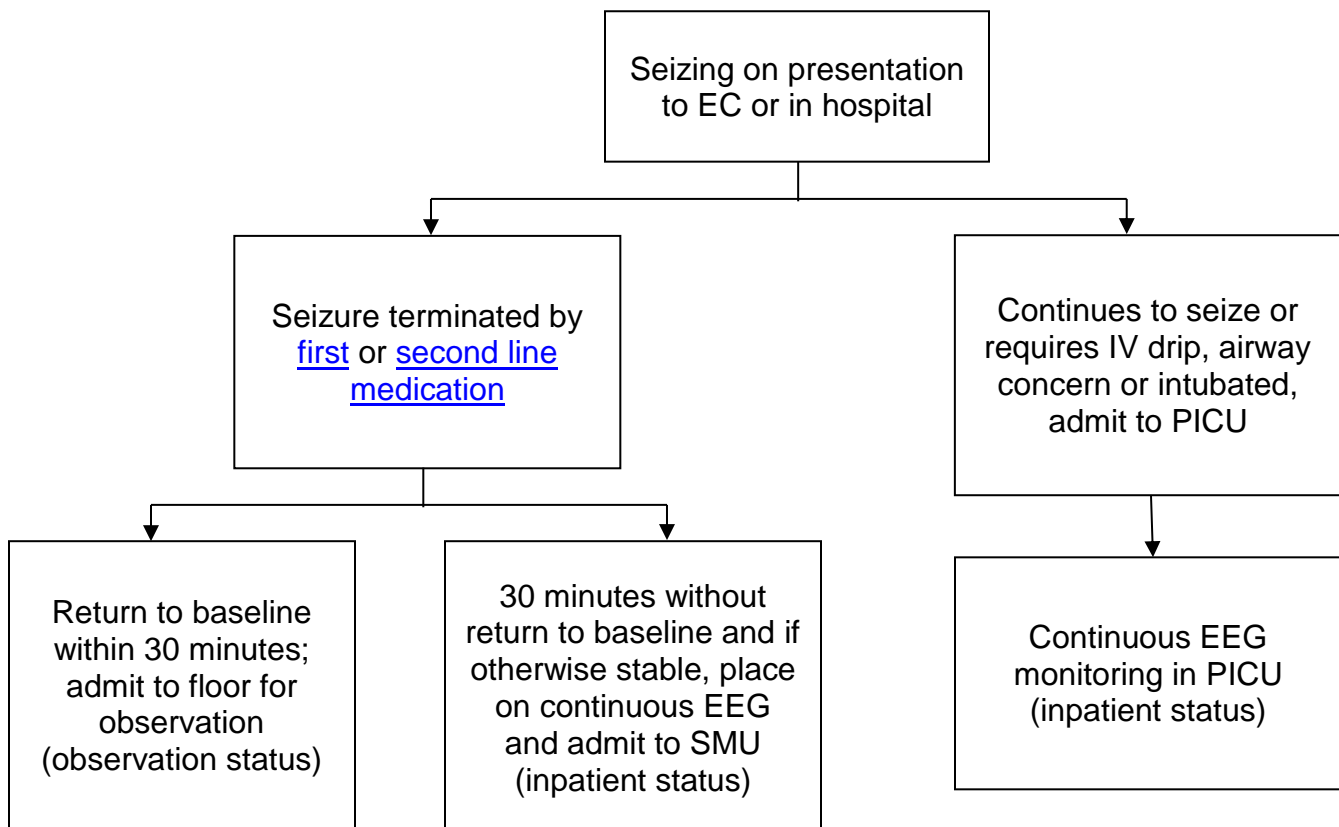 Seizing on presentation
to EC or in hospital
Seizure terminated by
first or second line
medication
Continues to seize or
requires IV drip, airway
concern or intubated,
admit to PICU
Return to baseline
within 30 minutes;
admit to floor for
observation
(observation status)
30 minutes without
return to baseline and if
otherwise stable, place
on continuous EEG
and admit to SMU
(inpatient status)
Continuous EEG
monitoring in PICU
(inpatient status)